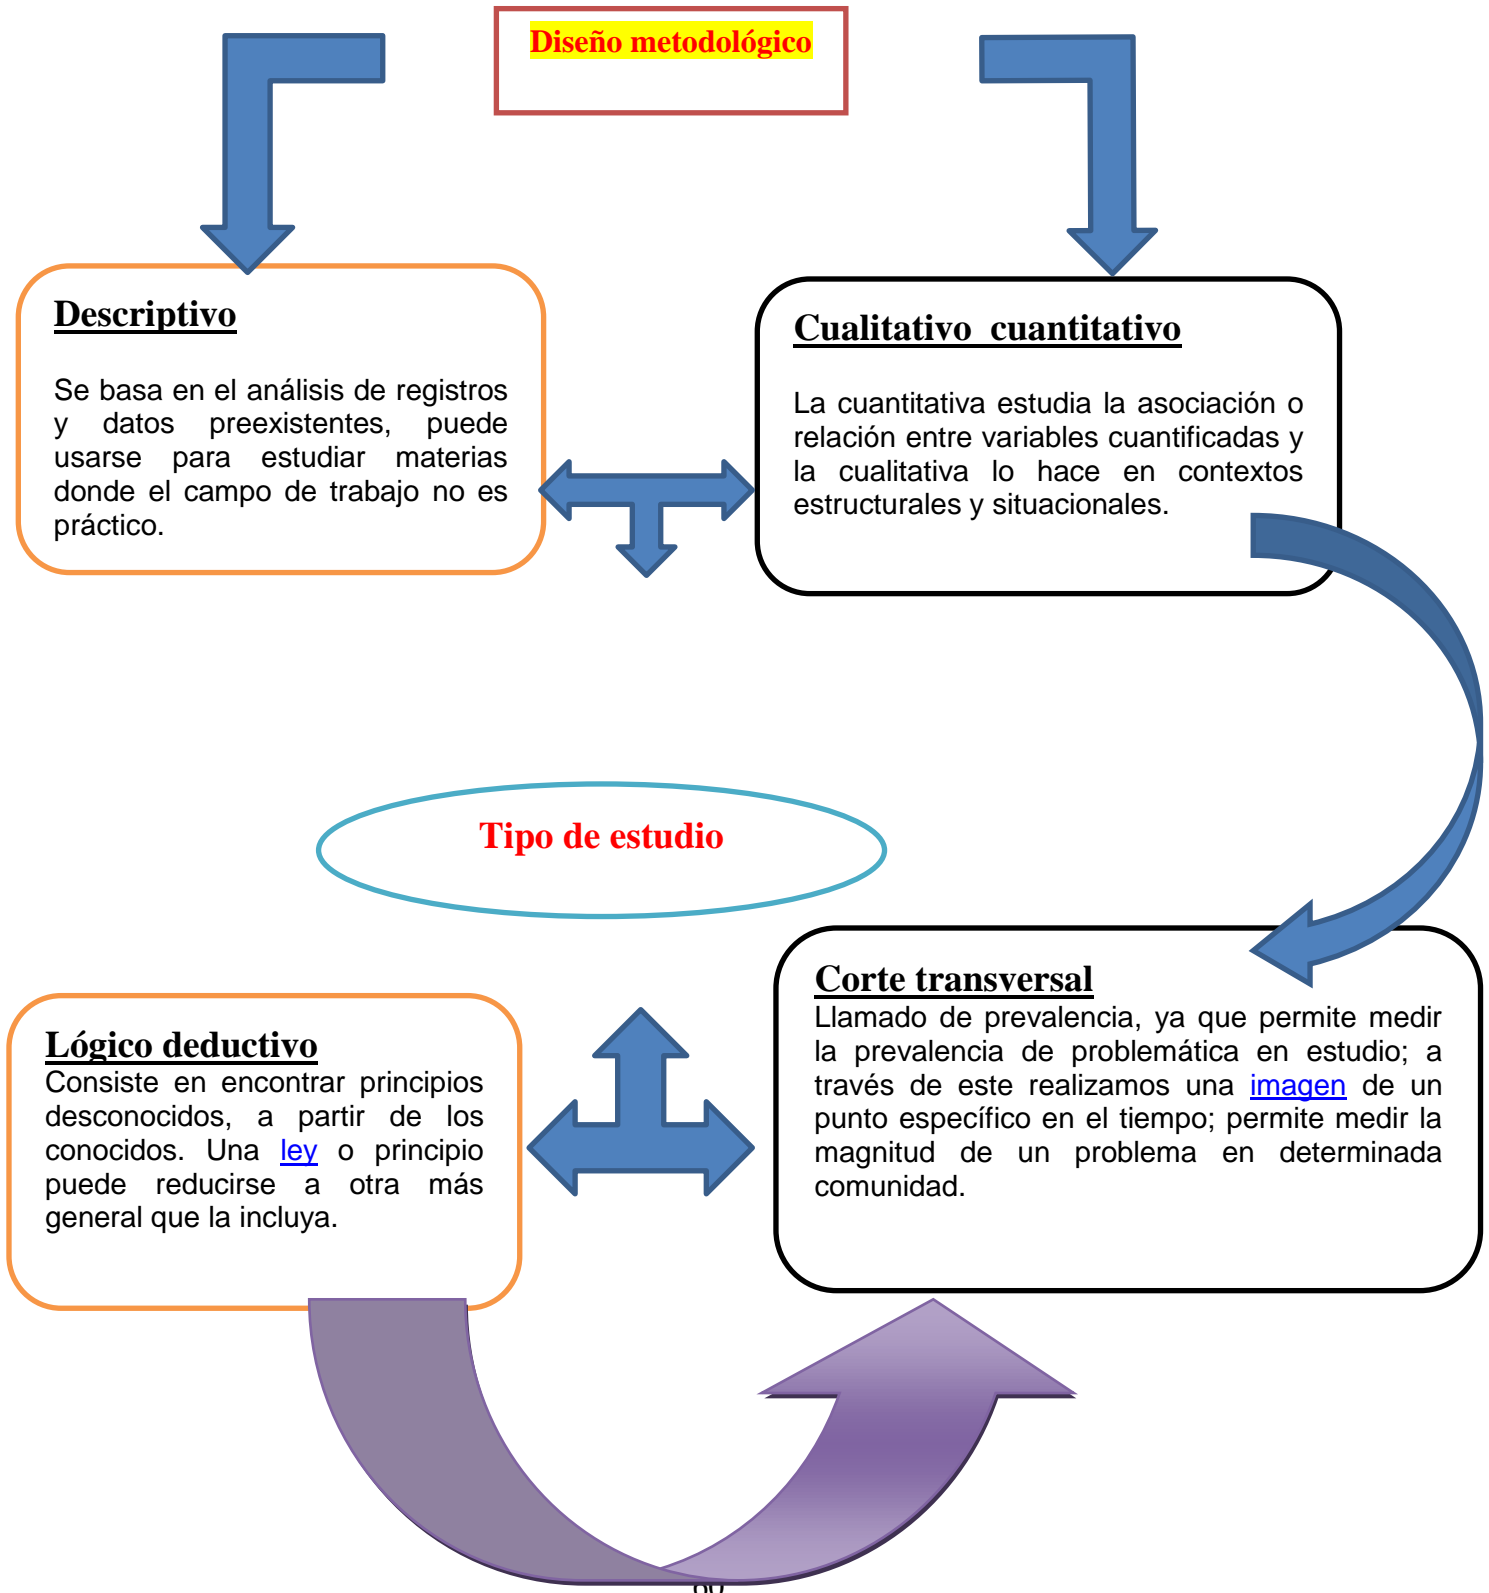 Diseño metodológico
Descriptivo
Se basa en el análisis de registros
y datos preexistentes, puede
usarse para estudiar materias
donde el campo de trabajo no es
práctico.
Cualitativo cuantitativo
La cuantitativa estudia la asociación o
relación entre variables cuantificadas y
la cualitativa lo hace en contextos
estructurales y situacionales.
Tipo de estudio
Lógico deductivo
Consiste en encontrar principios
desconocidos, a partir de los
conocidos. Una ley o principio
puede reducirse a otra más
general que la incluya.
Corte transversal
Llamado de prevalencia, ya que permite medir
la prevalencia de problemática en estudio; a
través de este realizamos una imagen de un
punto específico en el tiempo; permite medir la
magnitud de un problema en determinada
comunidad.